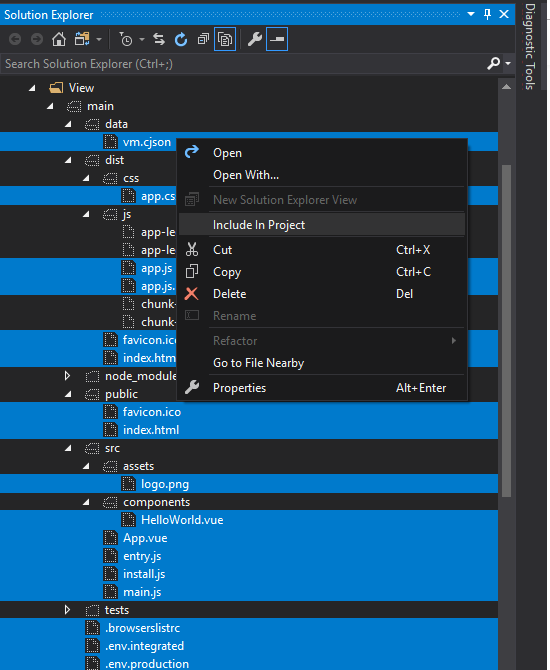 Solution Explorer
Search Solution Explorer (Ctrl+;)
View
main
data
vm.cjson
dist
css
app.cs
js
app-le
app-le
app.js
app.js.
chunk-
chunk-
favicon.ico
index.htm
node_module
public
favicon.ico
index.html
src
assets
logo.png
components
HelloWorld.vue
App.vue
entry.js
install.js
main.js
tests
.browserslistrc
.env.integrated
.env.production
Open
Open With...
New Solution Explorer View
Include In Project
Cut Ctrl+X
Copy Ctrl+C
Delete Del
Rename
Refactor
Go to File Nearby
Properties Alt+Enter
Diagnostic Tools